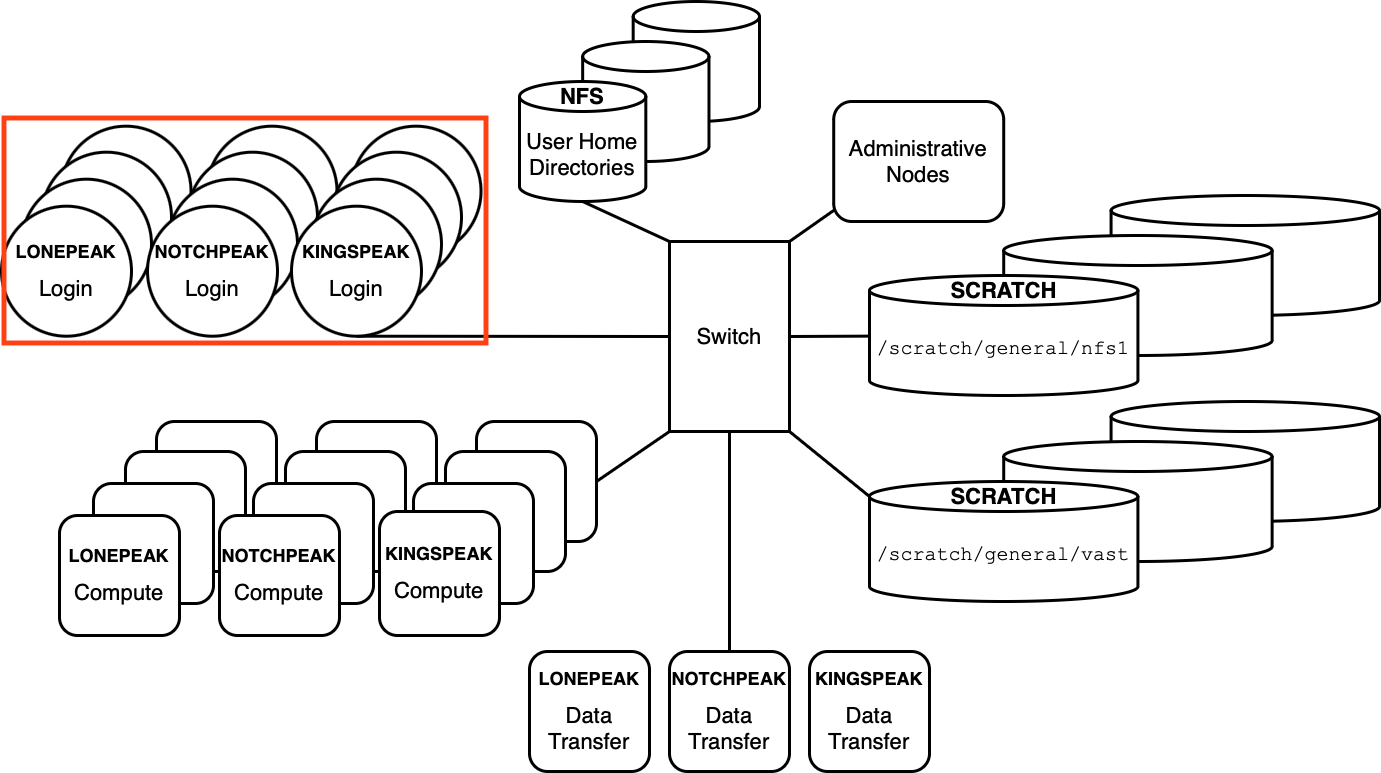 NFS
User Home
Directories
Administrative
Nodes
LONEPEAK
Login
NOTCHPEAK
Login
KINGSPEAK
Login
Switch
SCRATCH
/scratch/general/nfs1
SCRATCH
/scratch/general/vast
LONEPEAK
Compute
NOTCHPEAK
Compute
KINGSPEAK
Compute
LONEPEAK
Data
Transfer
NOTCHPEAK
Data
Transfer
KINGSPEAK
Data
Transfer